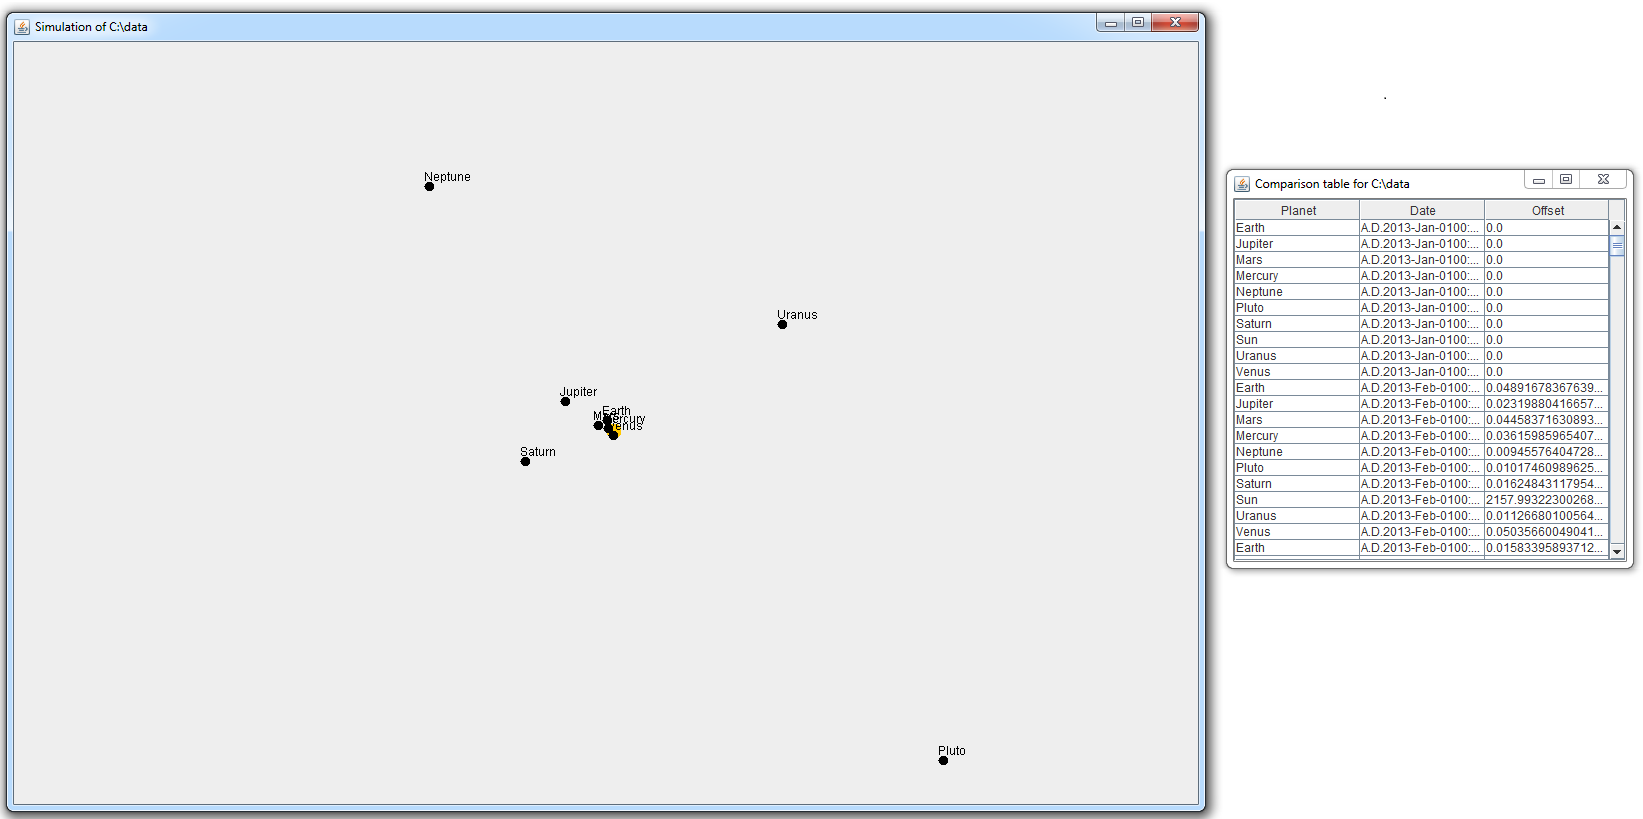 Simulation of C:\data
Neptune
Uranus
Jupiter
Earth
Mercury
Venus
Saturn
Pluto
Comparison table for C:\data
Planet Date Offset
Earth A.D.2013-Jan-0100:... 0.0
Jupiter A.D.2013-Jan-0100:... 0.0
Mars A.D.2013-Jan-0100:... 0.0
Mercury A.D.2013-Jan-0100:... 0.0
Neptune A.D.2013-Jan-0100:... 0.0
Pluto A.D.2013-Jan-0100:... 0.0
Saturn A.D.2013-Jan-0100:... 0.0
Sun A.D.2013-Jan-0100:... 0.0
Uranus A.D.2013-Jan-0100:... 0.0
Venus A.D.2013-Jan-0100:... 0.0
Earth A.D.2013-Feb-0100:... 0.04891678367639...
Jupiter A.D.2013-Feb-0100:... 0.02319880416657...
Mars A.D.2013-Feb-0100:... 0.04458371630893...
Mercury A.D.2013-Feb-0100:... 0.03615985965407...
Neptune A.D.2013-Feb-0100:... 0.00945576404728...
Pluto A.D.2013-Feb-0100:... 0.01017460989625...
Saturn A.D.2013-Feb-0100:... 0.01624843117954...
Sun A.D.2013-Feb-0100:... 2157.99322300268...
Uranus A.D.2013-Feb-0100:... 0.01126680100564...
Venus A.D.2013-Feb-0100:... 0.05035660049041...
Earth A.D.2013-Feb-0100:... 0.01583395893712...